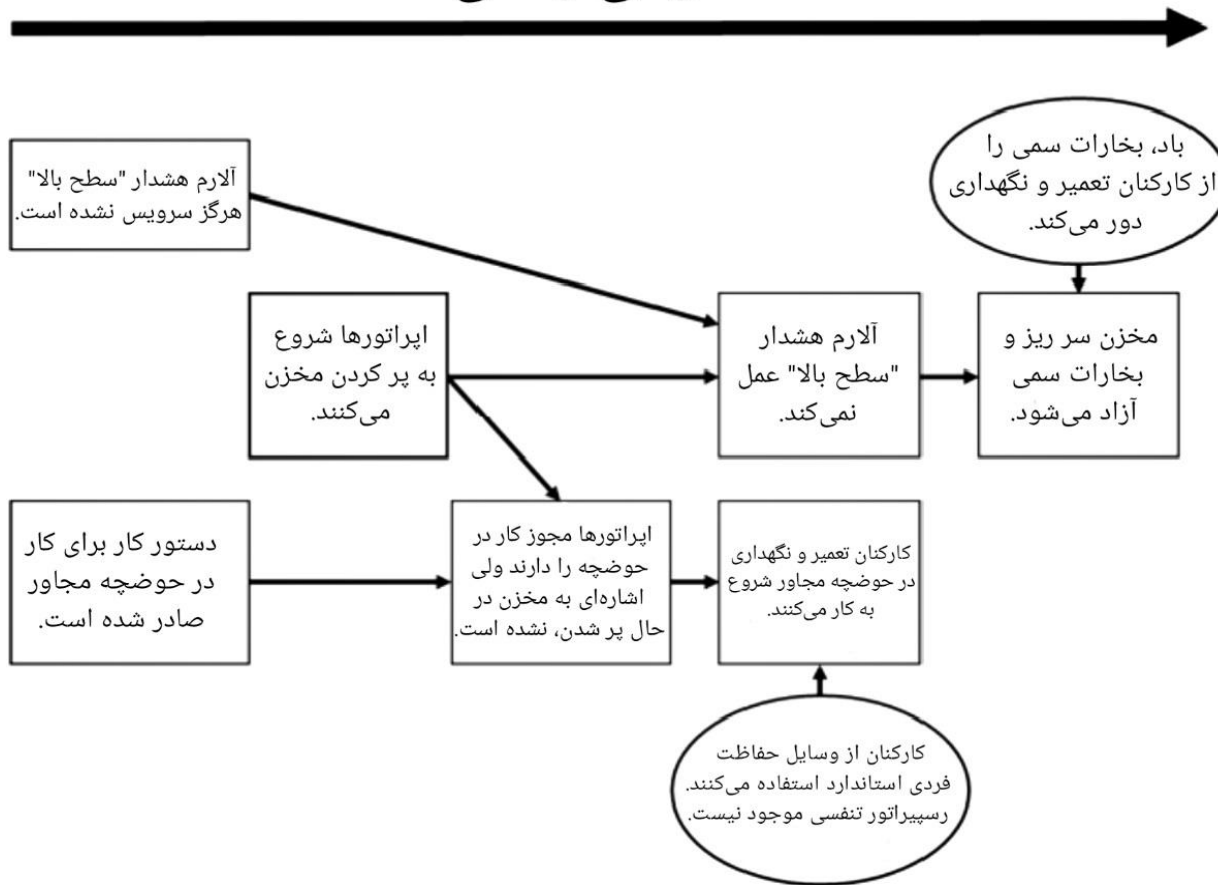 آلارم هشدار "سطح بالا"
هرگز سرویس نشده است.
باد، بخارات سمی را
از کارکنان تعمیر و نگهداری
دور می‌کند.
اپراتورها شروع
به پر کردن مخزن
می‌کنند.
آلارم هشدار
"سطح بالا" عمل
نمی‌کند.
مخزن سر ریز و
بخارات سمی
آزاد می‌شود.
دستور کار برای کار
در حوضچه مجاور
صادر شده است.
اپراتورها مجوز کار در
حوضچه را دارند ولی
اشاره‌ای به مخزن در
حال پر شدن، نشده است.
کارکنان تعمیر و نگهداری
در حوضچه مجاور شروع
به کار می‌کنند.
کارکنان از وسایل حفاظت
فردی استاندارد استفاده می‌کنند.
رسپیراتور تنفسی موجود نیست.